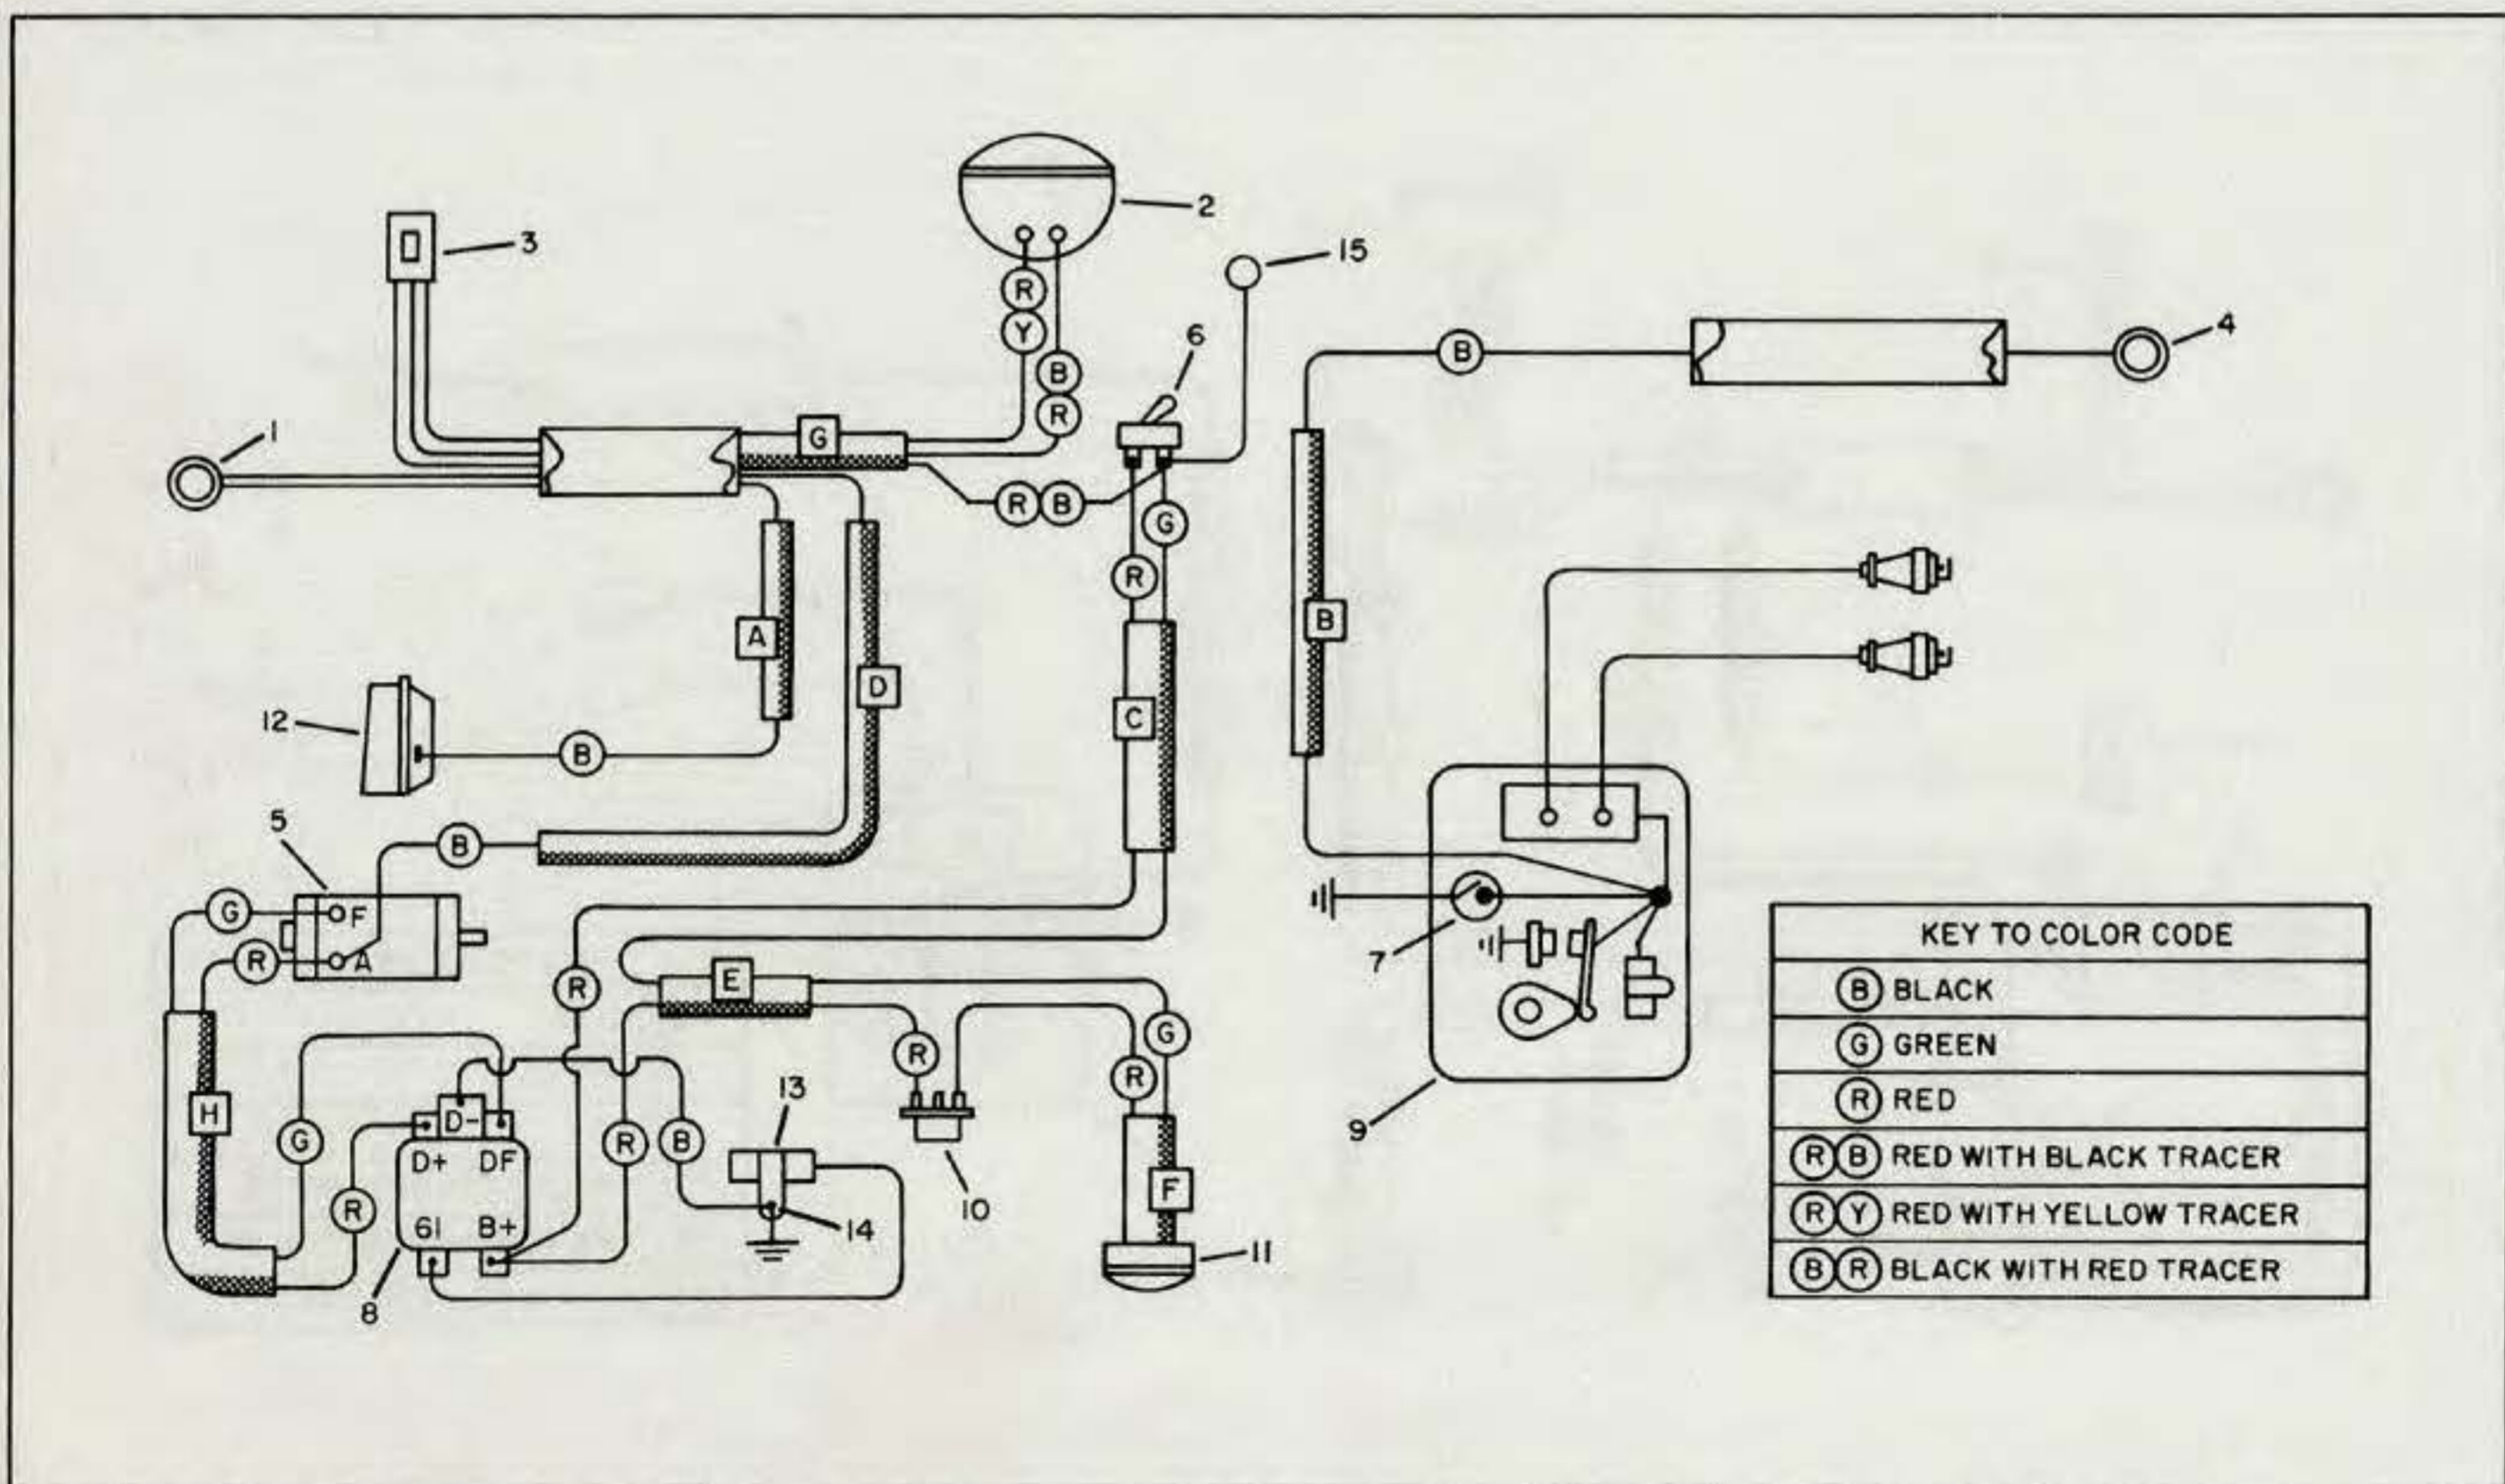 2
3
15
6
4
R
Y
B
B
R
1
G
R B
G
R
A
B
D
C
12
B
5
B
G
F
R
A
7
KEY TO COLOR CODE
B BLACK
G GREEN
R RED
R B RED WITH BLACK TRACER
R Y RED WITH YELLOW TRACER
B R BLACK WITH RED TRACER
R
E
G
R
R
H
G
D-
D+ DF
R
B
13
9
R
61 B+
14
10
F
11
8